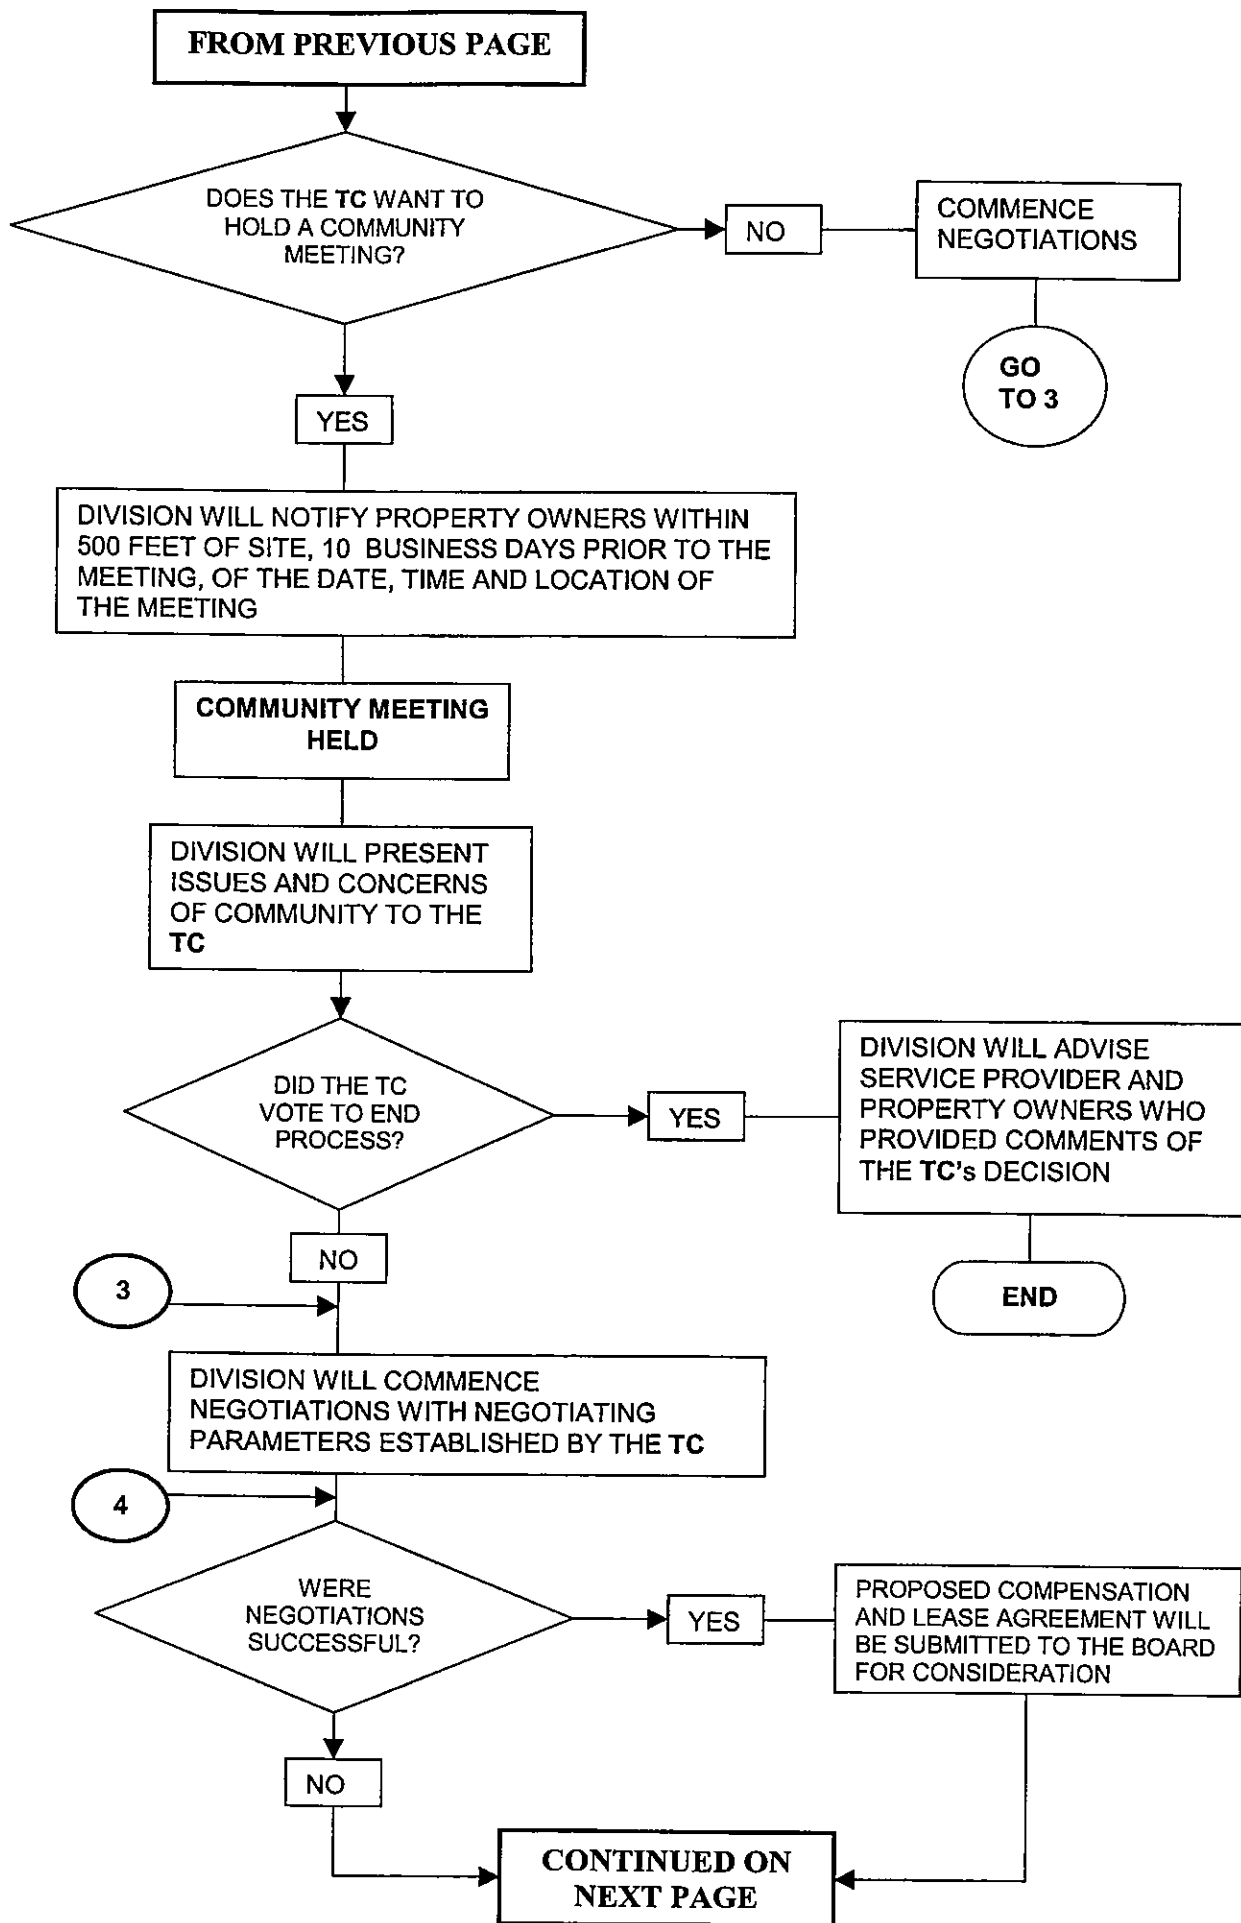 FROM PREVIOUS PAGE
DOES THE TC WANT TO
HOLD A COMMUNITY
MEETING?
NO
COMMENCE
NEGOTIATIONS
GO
TO 3
YES
DIVISION WILL NOTIFY PROPERTY OWNERS WITHIN
500 FEET OF SITE, 10 BUSINESS DAYS PRIOR TO THE
MEETING, OF THE DATE, TIME AND LOCATION OF
THE MEETING
COMMUNITY MEETING
HELD
DIVISION WILL PRESENT
ISSUES AND CONCERNS
OF COMMUNITY TO THE
TC
DID THE TC
VOTE TO END
PROCESS?
YES
DIVISION WILL ADVISE
SERVICE PROVIDER AND
PROPERTY OWNERS WHO
PROVIDED COMMENTS OF
THE TC's DECISION
END
NO
3
DIVISION WILL COMMENCE
NEGOTIATIONS WITH NEGOTIATING
PARAMETERS ESTABLISHED BY THE TC
4
WERE
NEGOTIATIONS
SUCCESSFUL?
YES
PROPOSED COMPENSATION
AND LEASE AGREEMENT WILL
BE SUBMITTED TO THE BOARD
FOR CONSIDERATION
NO
CONTINUED ON
NEXT PAGE